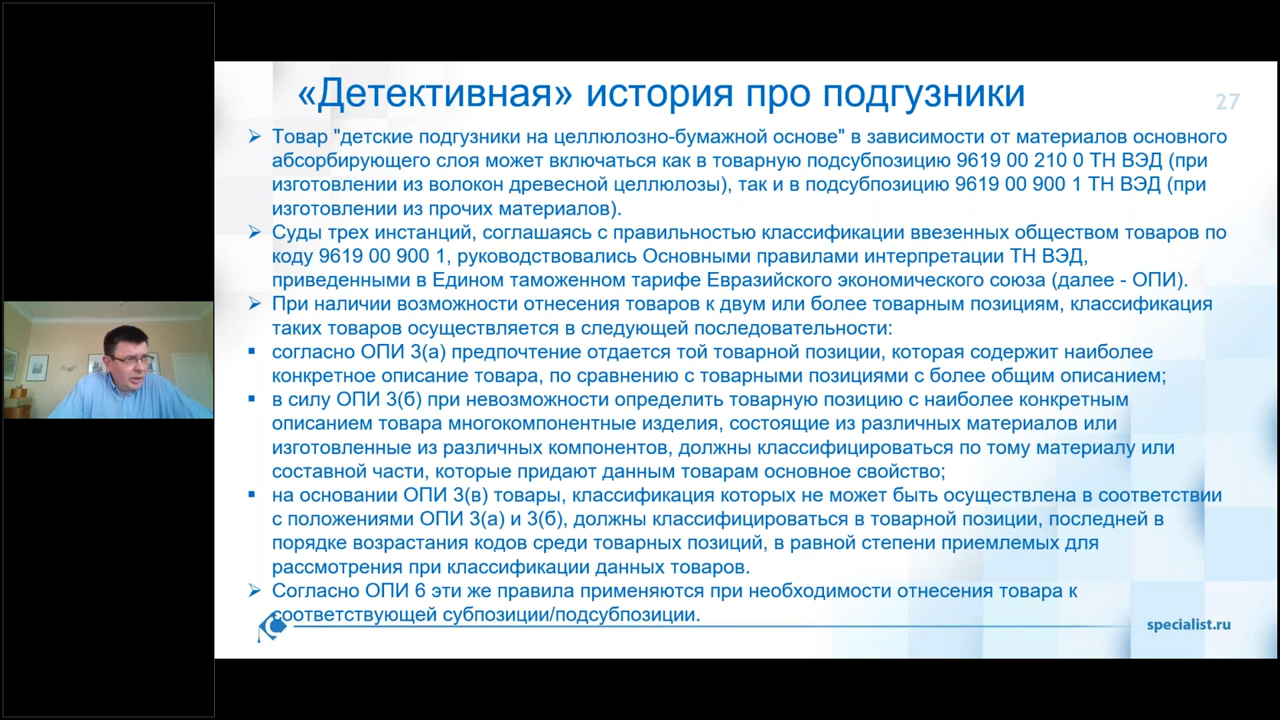 «Детективная» история про подгузники
27
Товар "детские подгузники на целлюлозно-бумажной основе" в зависимости от материалов основного
абсорбирующего слоя может включаться как в товарную подсубпозицию 9619 00 210 0 ТН ВЭД (при
изготовлении из волокон древесной целлюлозы), так и в подсубпозицию 9619 00 900 1 ТН ВЭД (при
изготовлении из прочих материалов).
Суды трех инстанций, соглашаясь с правильностью классификации ввезенных обществом товаров по
коду 9619 00 900 1, руководствовались Основными правилами интерпретации ТН ВЭД,
приведенными в Едином таможенном тарифе Евразийского экономического союза (далее - ОПИ).
При наличии возможности отнесения товаров к двум или более товарным позициям, классификация
таких товаров осуществляется в следующей последовательности:
согласно ОПИ 3(а) предпочтение отдается той товарной позиции, которая содержит наиболее
конкретное описание товара, по сравнению с товарными позициями с более общим описанием;
в силу ОПИ 3(б) при невозможности определить товарную позицию с наиболее конкретным
описанием товара многокомпонентные изделия, состоящие из различных материалов или
изготовленные из различных компонентов, должны классифицироваться по тому материалу или
составной части, которые придают данным товарам основное свойство;
на основании ОПИ 3(в) товары, классификация которых не может быть осуществлена в соответствии
с положениями ОПИ 3(а) и 3(б), должны классифицироваться в товарной позиции, последней в
порядке возрастания кодов среди товарных позиций, в равной степени приемлемых для
рассмотрения при классификации данных товаров.
Согласно ОПИ 6 эти же правила применяются при необходимости отнесения товара к
соответствующей субпозиции/подсубпозиции.
specialist.ru